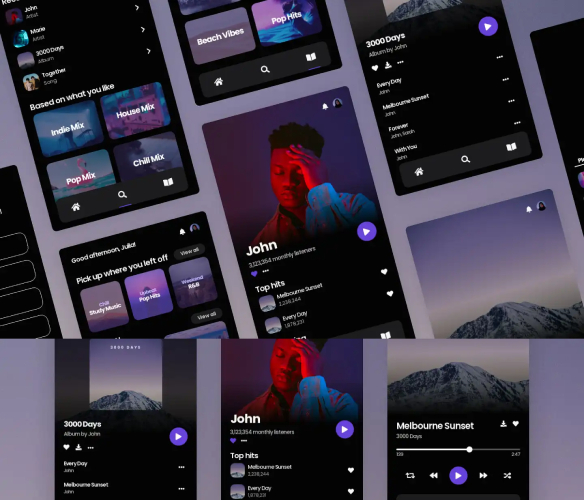 John
Artist
Marie
Artist
3000 Days
Album
Together
Song
Based on what you like
Indie Mix
House Mix
Pop Mix
Chill Mix
Beach Vibes
Pop Hits
3000 Days
Album by John
Every Day
John
Melbourne Sunset
John
Forever
John, Sarah
With You
John
Good afternoon, Julia!
Pick up where you left off
View all
Chill
Study Music
Upbeat
Pop Hits
Weekend
R&B
View all
John
3,123,354 monthly listeners
Top hits
Melbourne Sunset
2,238,244
Every Day
1,878,231
3000 DAYS
3000 Days
Album by John
Every Day
John
Melbourne Sunset
John
John
3,123,354 monthly listeners
Top hits
Melbourne Sunset
2,238,244
Every Day
1,878,231
Melbourne Sunset
3000 Days
2:47